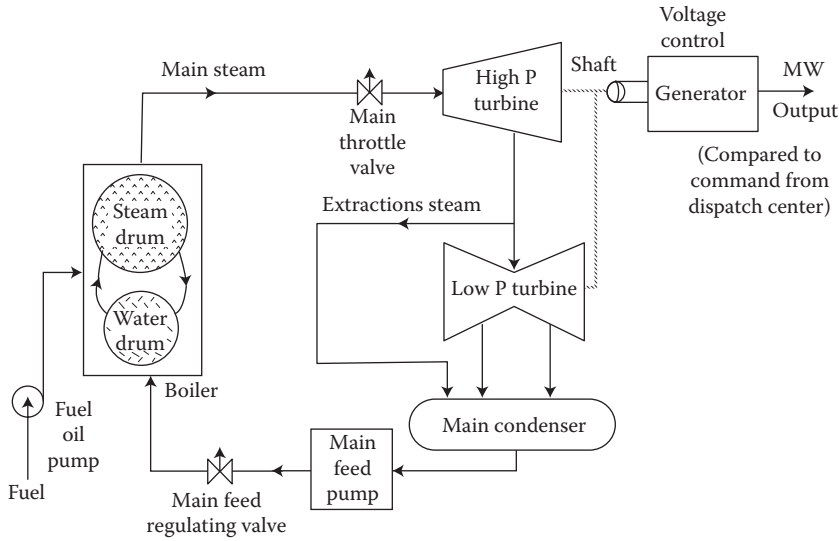 Voltage
control
Main steam
High P
turbine
Shaft
Generator
MW
Output
Main
throttle
valve
(Compared to
command from
dispatch center)
Steam
drum
Extractions steam
Low P turbine
Water
drum
Boiler
Fuel
oil
pump
Main condenser
Main
feed
pump
Fuel
Main feed
regulating valve